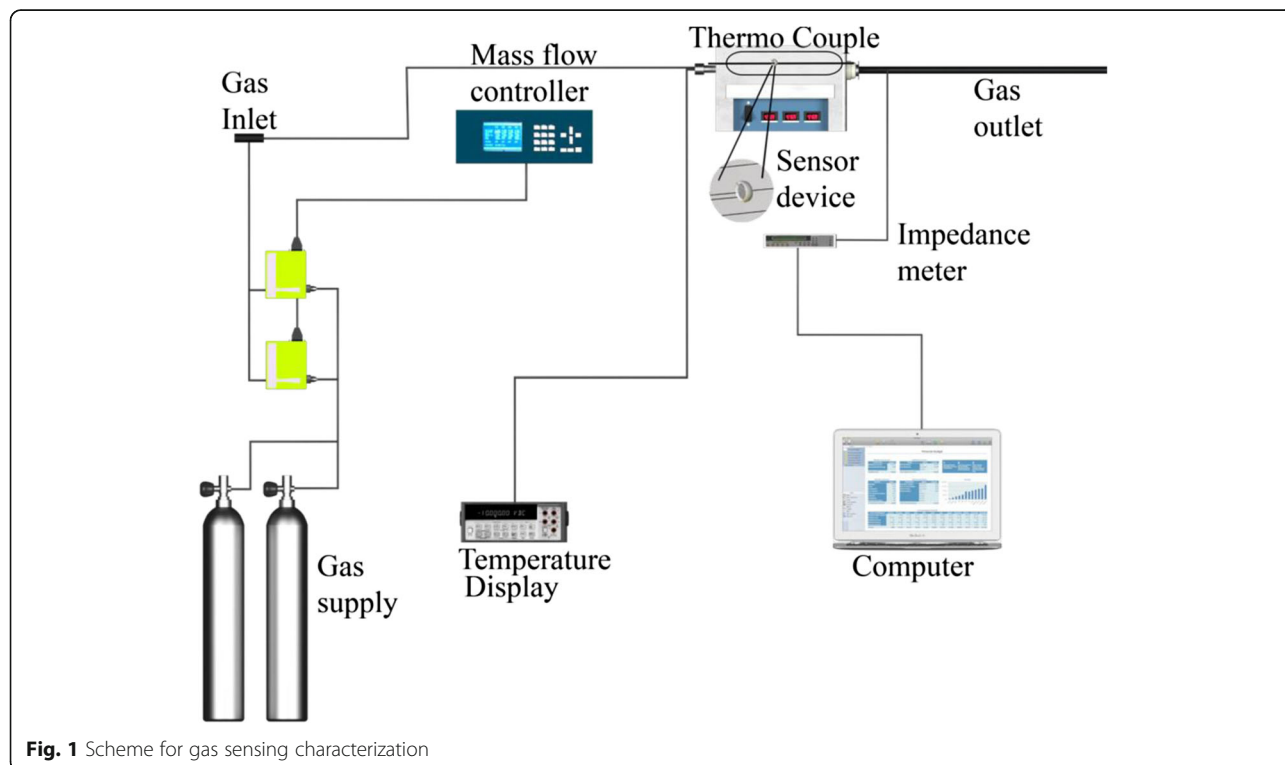 Thermo Couple
Mass flow
controller
Gas
Inlet
Gas
outlet
Sensor
device
Impedance
meter
Gas
supply
Temperature
Display
Computer
Fig. 1 Scheme for gas sensing characterization